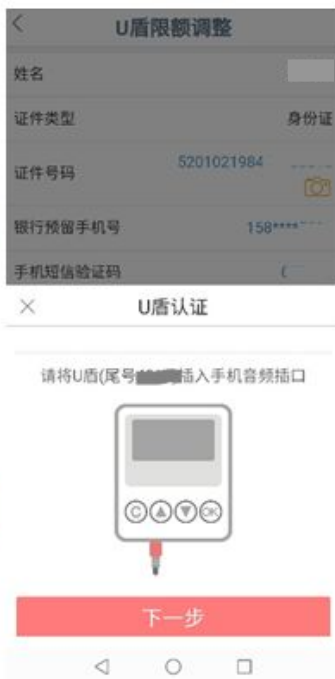 U盾限额调整
姓名
证件类型 身份证
证件号码 5201021984
银行预留手机号 158****
手机短信验证码
U盾认证
请将U盾(尾号 插入手机音频插口
C OK
下一步